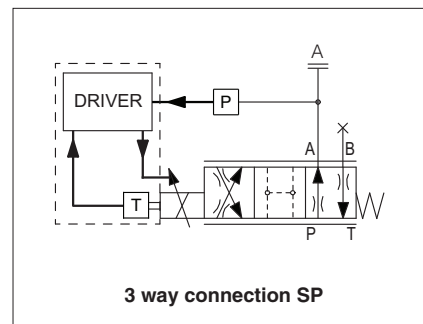 A
DRIVER
P
A B
T
P T
3 way connection SP